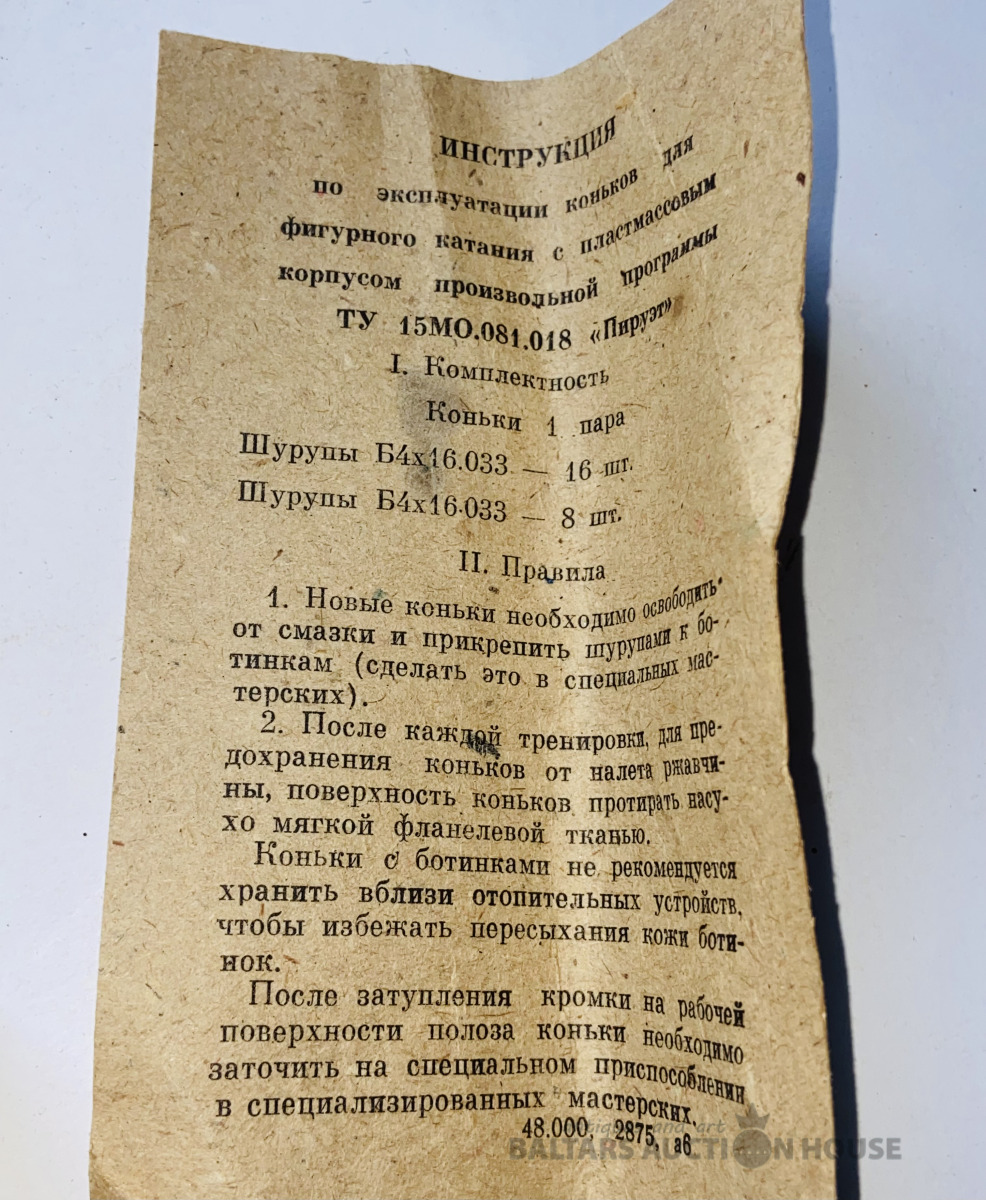 ИНСТРУКЦИЯ
по эксплуатации коньков для
фигурного катания с пластмассовым
корпусом произвольной программы
ТУ 15МО.081.018 «Пируэт»
I. Комплектность
Коньки 1 пара
Шурупы Б4х16.033 — 16 шт.
Шурупы Б4х16.033 — 8 шт.
II. Правила
1. Новые коньки необходимо освободить
от смазки и прикрепить шурупами к бо-
тинкам (сделать это в специальных мас-
терских).
2. После каждой тренировки, для пре-
дохранения коньков от налета ржавчи-
ны, поверхность коньков протирать насу-
хо мягкой фланелевой тканью.
Коньки с ботинками не рекомендуется
хранить вблизи отопительных устройств,
чтобы избежать пересыхания кожи боти-
нок.
После затупления кромки на рабочей
поверхности полоза коньки необходимо
заточить на специальном приспособлении
в специализированных мастерских.
48.000, 2875, аб
and art
BALTARS AUCTION HOUSE